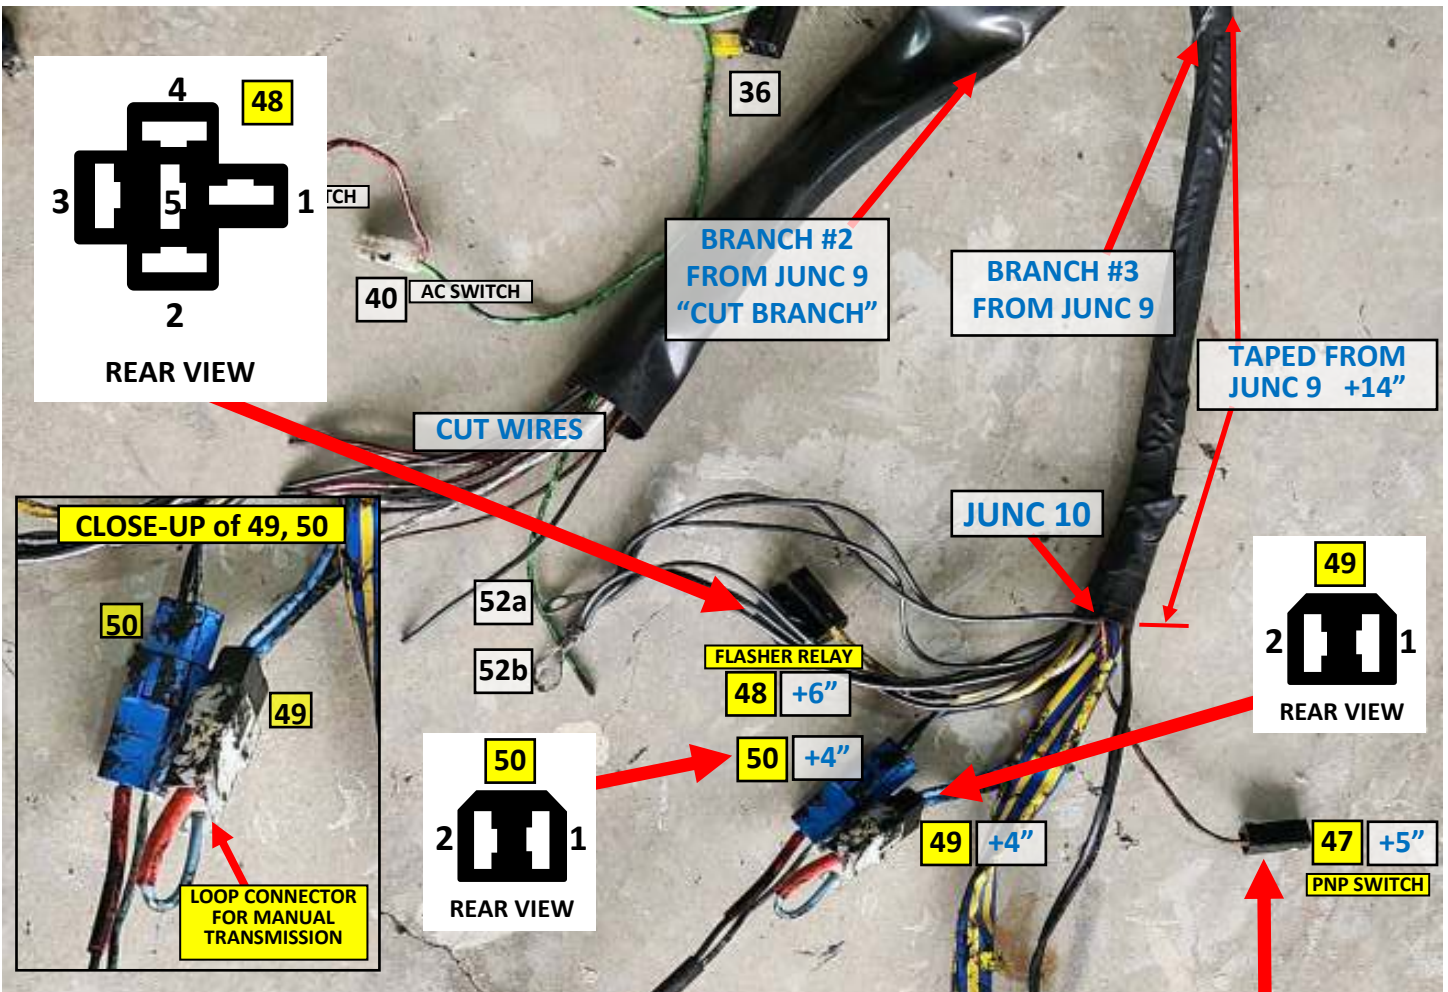 4
48
3
5
1
2
REAR VIEW
TCH
36
40
AC SWITCH
BRANCH #2
FROM JUNC 9
“CUT BRANCH”
BRANCH #3
FROM JUNC 9
TAPED FROM
JUNC 9 +14”
CUT WIRES
CLOSE-UP of 49, 50
50
49
LOOP CONNECTOR
FOR MANUAL
TRANSMISSION
JUNC 10
52a
52b
FLASHER RELAY
48 +6”
50 +4”
49 +4”
50
2 1
REAR VIEW
49
2 1
REAR VIEW
47 +5”
PNP SWITCH